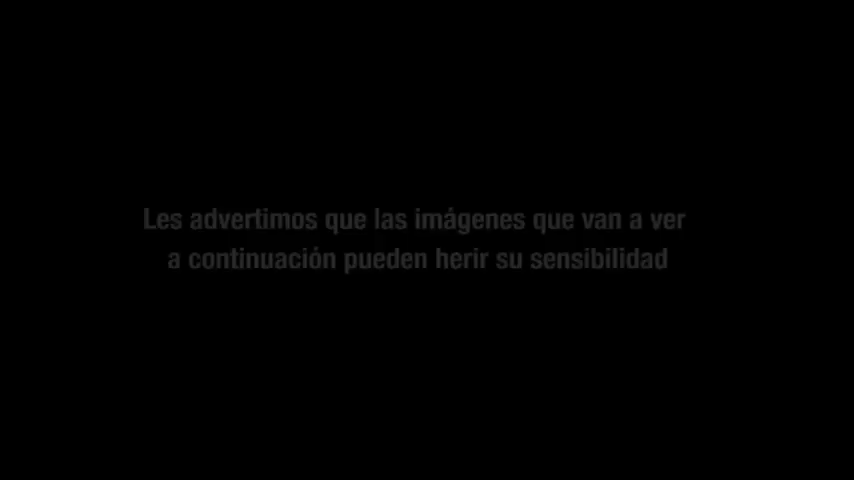 Les advertimos que las imágenes que van a ver
a continuación pueden herir su sensibilidad